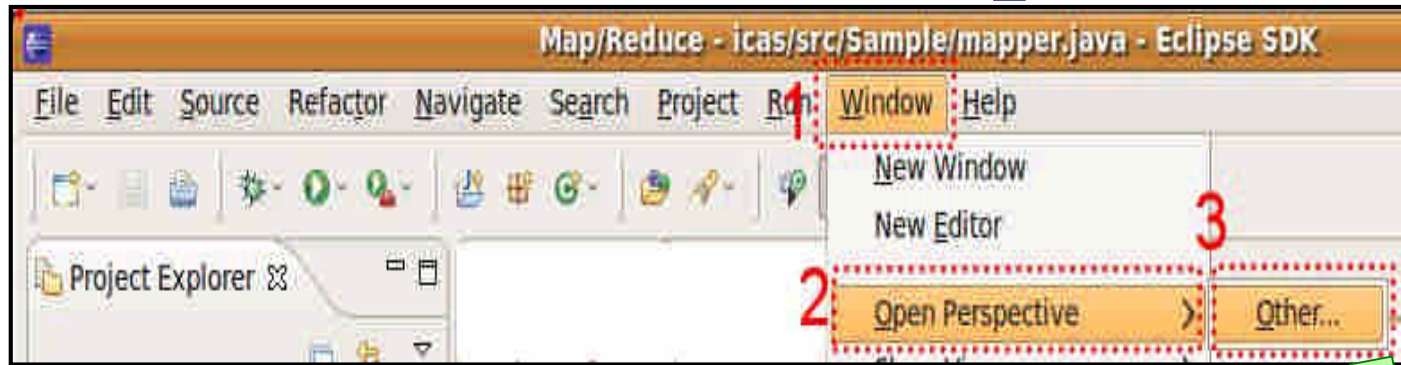 Map/Reduce - icas/src/Sample/mapper.java - Eclipse SDK
File Edit Source Refactor Navigate Search Project Run Window Help
1
New Window
New Editor
3
Project Explorer
2
Open Perspective
Other...